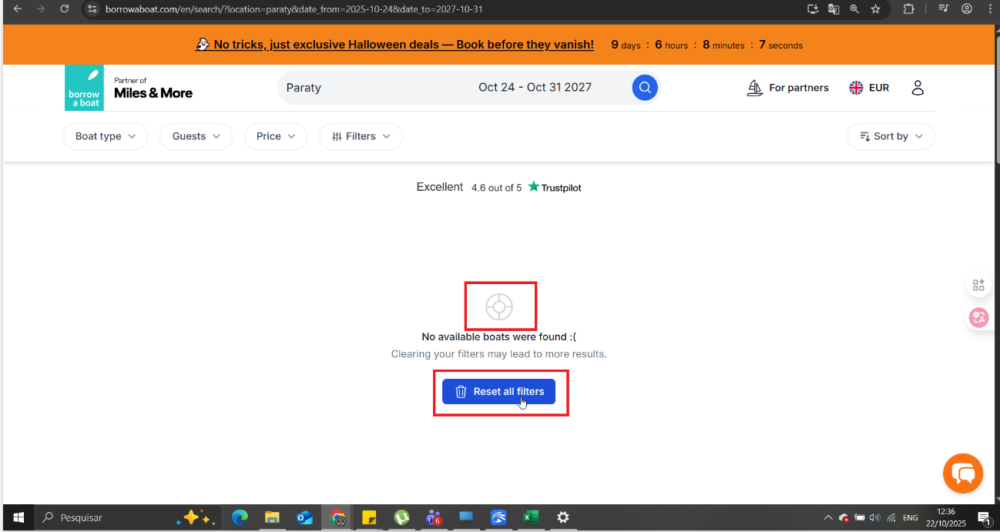 borrowaboat.com/en/search/?location=paraty&date_from=2025-10-24&date_to=2027-10-31
No tricks, just exclusive Halloween deals — Book before they vanish! 9 days : 6 hours : 8 minutes : 7 seconds
borrow
a boat
Partner of
Miles & More
Paraty
Oct 24 - Oct 31 2027
For partners
EUR
Boat type
Guests
Price
Filters
Sort by
Excellent 4.6 out of 5 Trustpilot
No available boats were found :(
Clearing your filters may lead to more results.
Reset all filters
Pesquisar
6
ENG
12:36
22/10/2025
1